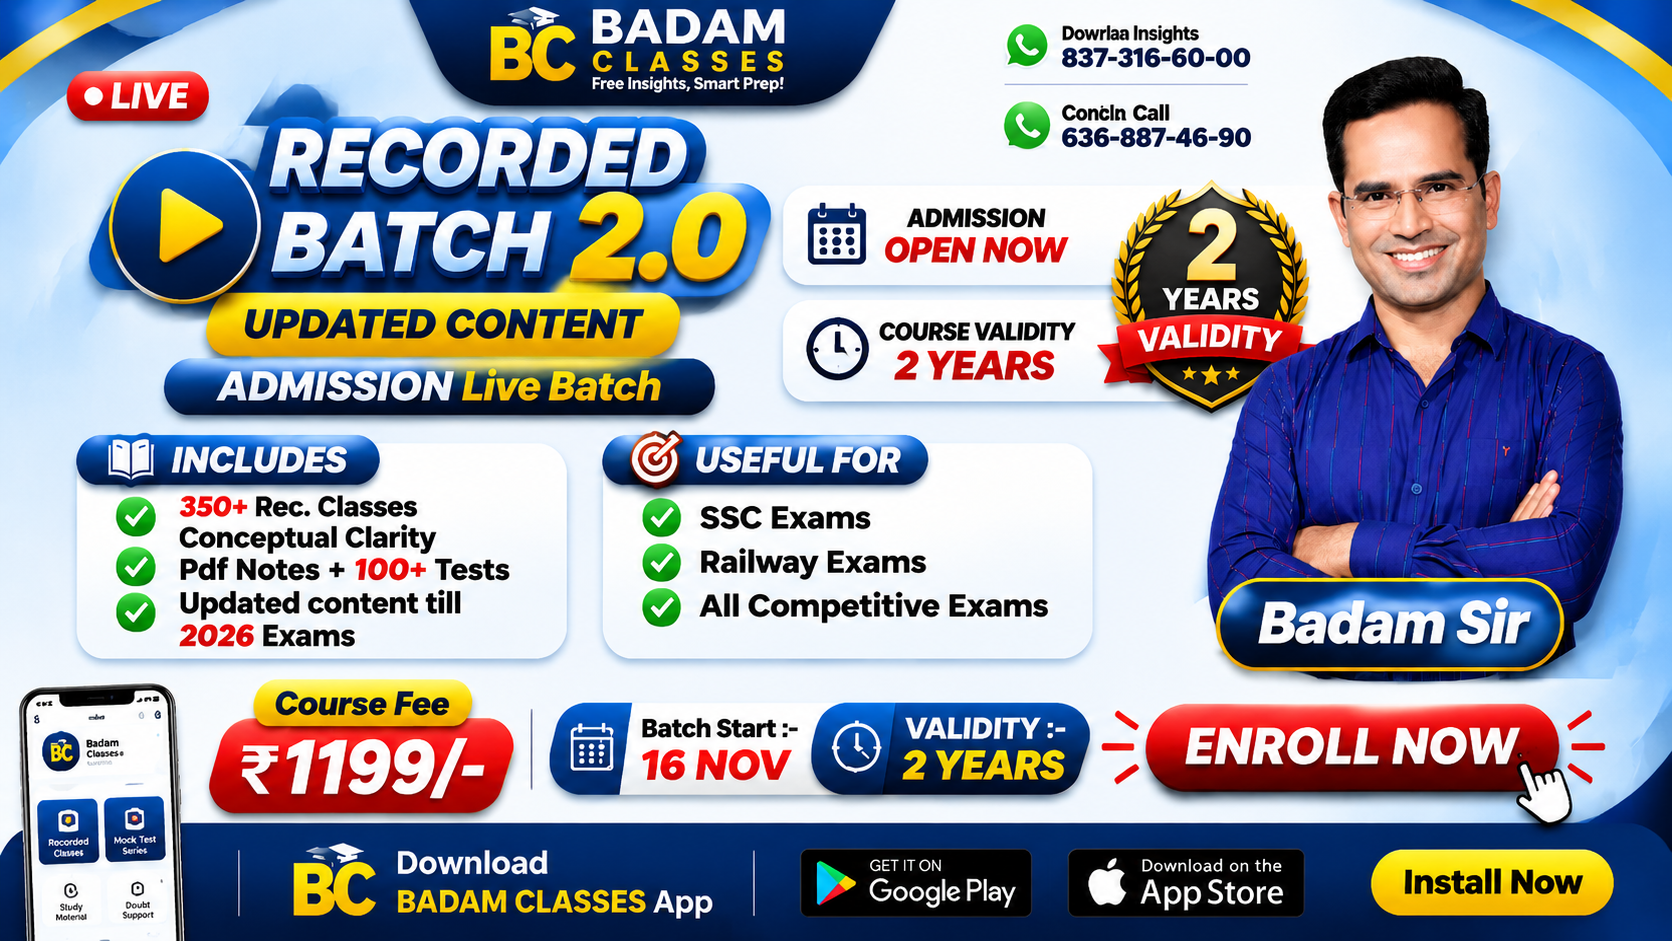 BC BADAM
CLASSES
Free Insights, Smart Prep!
Dowrlaa Insights
837-316-60-00
Concln Call
636-887-46-90
LIVE
RECORDED
BATCH 2.0
UPDATED CONTENT
ADMISSION Live Batch
ADMISSION
OPEN NOW
COURSE VALIDITY
2 YEARS
2
YEARS
VALIDITY
INCLUDES
350+ Rec. Classes
Conceptual Clarity
Pdf Notes + 100+ Tests
Updated content till
2026 Exams
USEFUL FOR
SSC Exams
Railway Exams
All Competitive Exams
Badam Sir
Course Fee
₹1199/-
Batch Start :-
16 NOV
VALIDITY :-
2 YEARS
ENROLL NOW
BC
Badam
Classes
Recorded
Classes
Mock Test
Series
Study
Material
Doubt
Support
BC
Download
BADAM CLASSES App
GET IT ON
Google Play
Download on the
App Store
Install Now